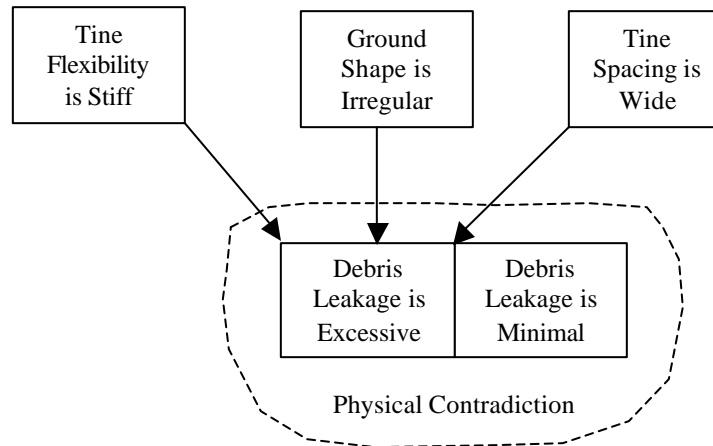 Tine
Flexibility
is Stiff
Ground
Shape is
Irregular
Tine
Spacing is
Wide
Debris
Leakage is
Excessive
Debris
Leakage is
Minimal
Physical Contradiction